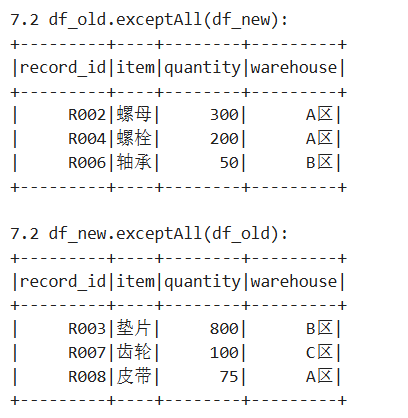 7.2 df_old.exceptAll(df_new):
+---------+----+--------+---------+
|record_id|item|quantity|warehouse|
+---------+----+--------+---------+
|     R002|螺母|     300|      A区|
|     R004|螺栓|     200|      A区|
|     R006|轴承|      50|      B区|
+---------+----+--------+---------+
7.2 df_new.exceptAll(df_old):
+---------+----+--------+---------+
|record_id|item|quantity|warehouse|
+---------+----+--------+---------+
|     R003|垫片|     800|      B区|
|     R007|齿轮|     100|      C区|
|     R008|皮带|      75|      A区|
+---------+----+--------+---------+